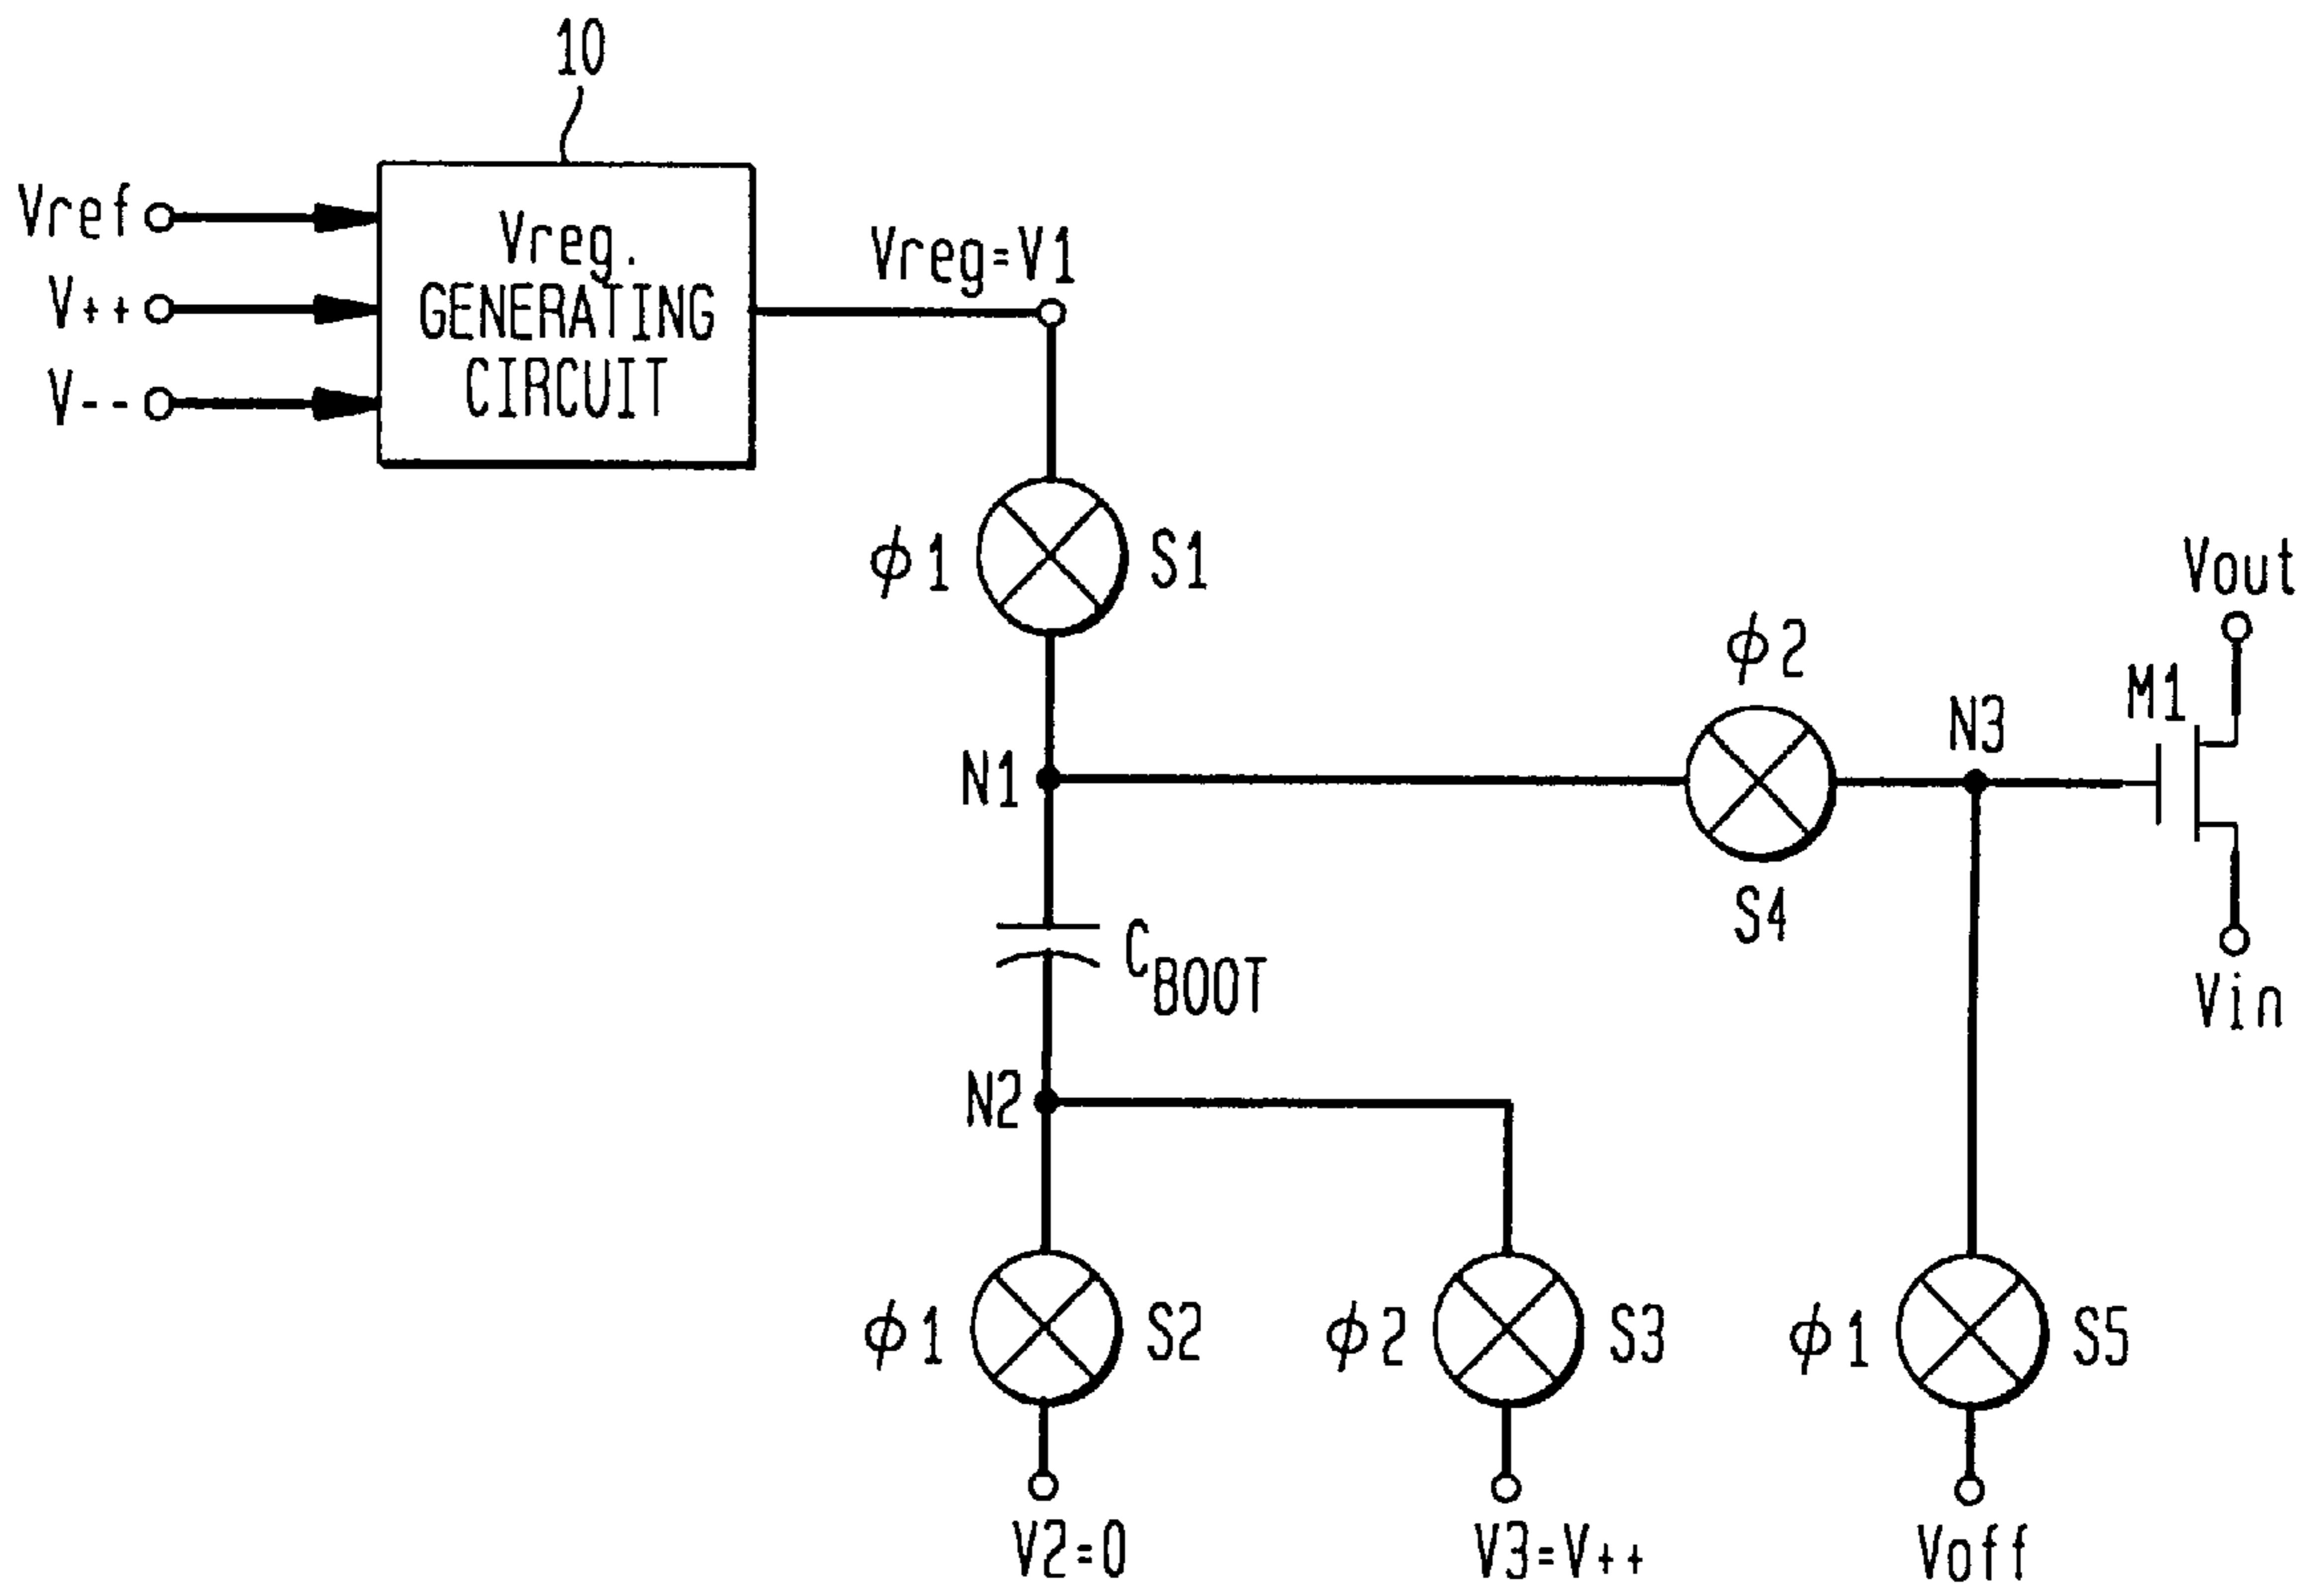 10
Vref
V++
V--
Vreg.
GENERATING
CIRCUIT
Vreg=V1
ϕ1
S1
Vout
ϕ2
M1
N3
N1
S4
CBOOT
Vin
N2
ϕ1
S2
ϕ2
S3
ϕ1
S5
V2=0
V3=V++
Voff